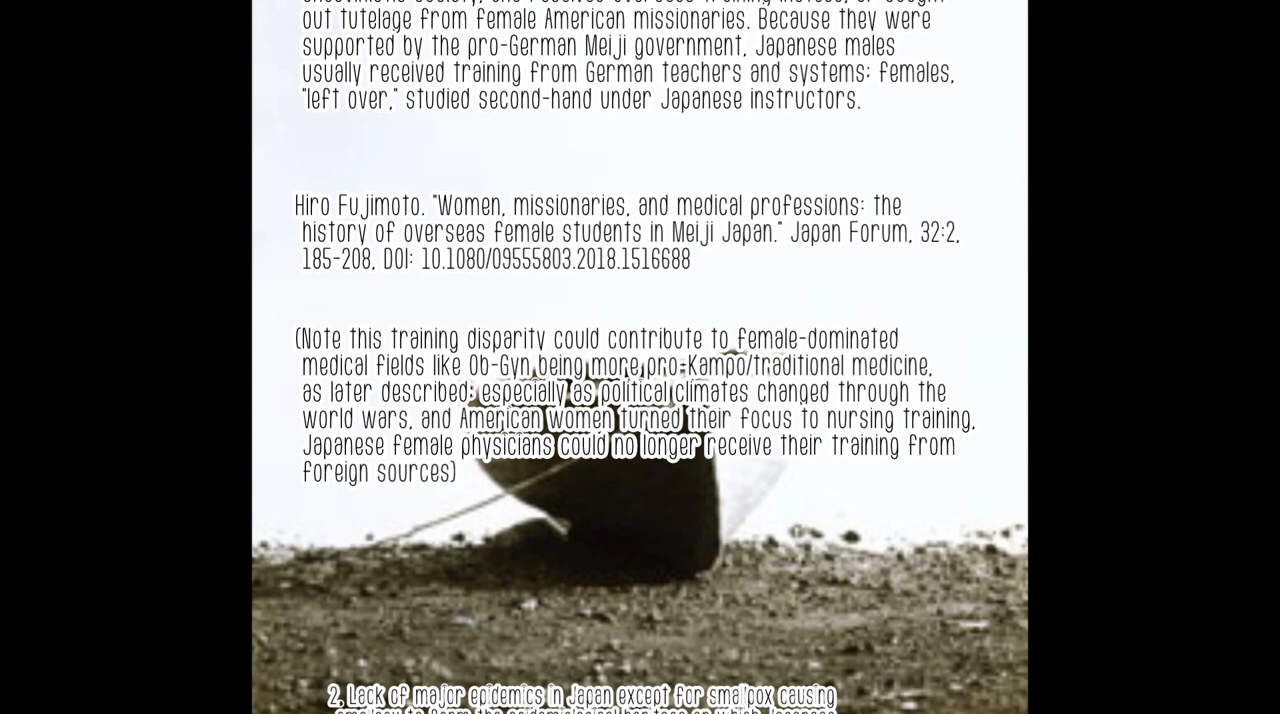 out tutelage from female American missionaries. Because they were
supported by the pro-German Meiji government, Japanese males
usually received training from German teachers and systems: females,
"left over," studied second-hand under Japanese instructors.
Hiro Fujimoto. "Women, missionaries, and medical professions: the
history of overseas female students in Meiji Japan." Japan Forum, 32:2,
185-208, DOI: 10.1080/09555803.2018.1516688
(Note this training disparity could contribute to female-dominated
medical fields like Ob-Gyn being more pro-Kampo/traditional medicine,
as later described: especially as political climates changed through the
world wars, and American women turned their focus to nursing training,
Japanese female physicians could no longer receive their training from
foreign sources)
2. Lack of major epidemics in Japan except for smallpox causing